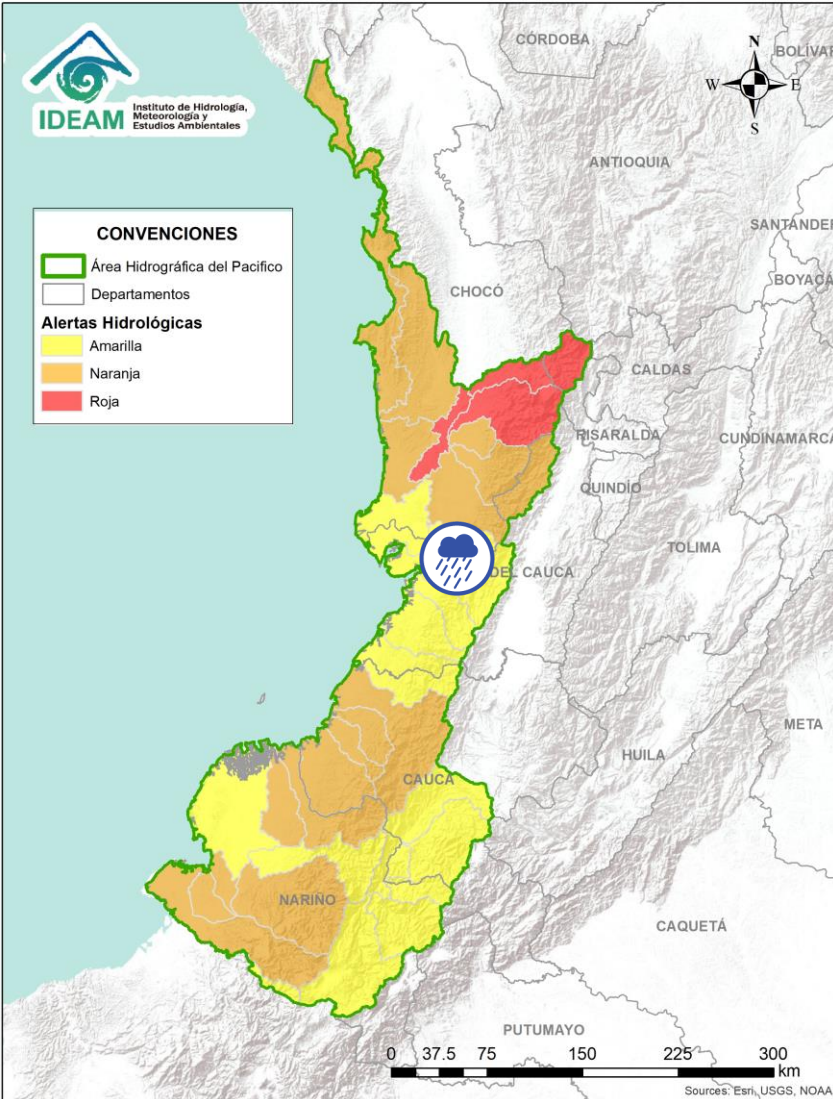 IDEAM
Instituto de Hidrología,
Meteorología y
Estudios Ambientales
CONVENCIONES
Área Hidrográfica del Pacifico
Departamentos
Alertas Hidrológicas
Amarilla
Naranja
Roja
N
W
E
S
CÓRDOBA
BOLÍVAR
ANTIOQUIA
SANTANDER
BOYACÁ
CHOCÓ
CALDAS
RISARALDA
CUNDINAMARCA
QUINDÍO
TOLIMA
DEL CAUCA
META
HUILA
CAUCA
NARIÑO
CAQUETÁ
PUTUMAYO
0 37.5 75 150 225 300
km
Sources: Esri, USGS, NOAA